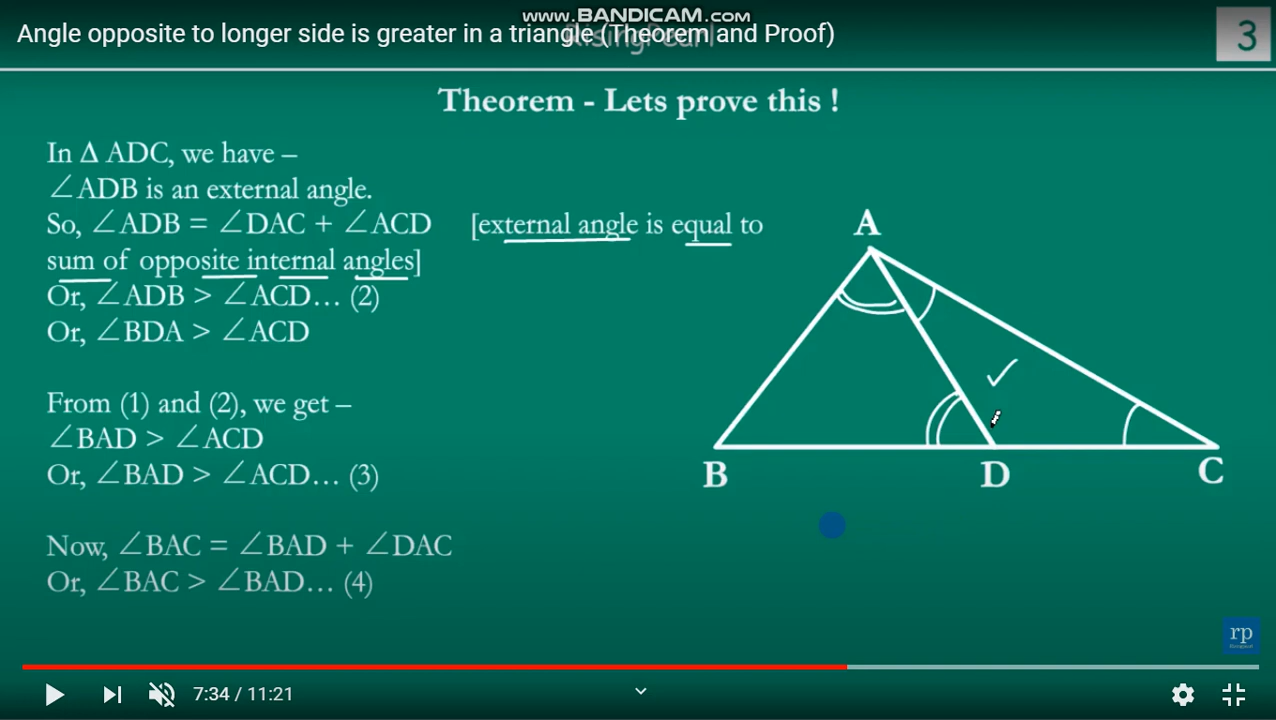 www.BANDICAM.com
Angle opposite to longer side is greater in a triangle (Theorem and Proof)
RisingPearl
3
Theorem - Lets prove this !
In Δ ADC, we have –
∠ADB is an external angle.
So, ∠ADB = ∠DAC + ∠ACD [external angle is equal to
sum of opposite internal angles]
Or, ∠ADB > ∠ACD… (2)
Or, ∠BDA > ∠ACD
From (1) and (2), we get –
∠BAD > ∠ACD
Or, ∠BAD > ∠ACD… (3)
Now, ∠BAC = ∠BAD + ∠DAC
Or, ∠BAC > ∠BAD… (4)
A
B
D
C
rp
7:34 / 11:21